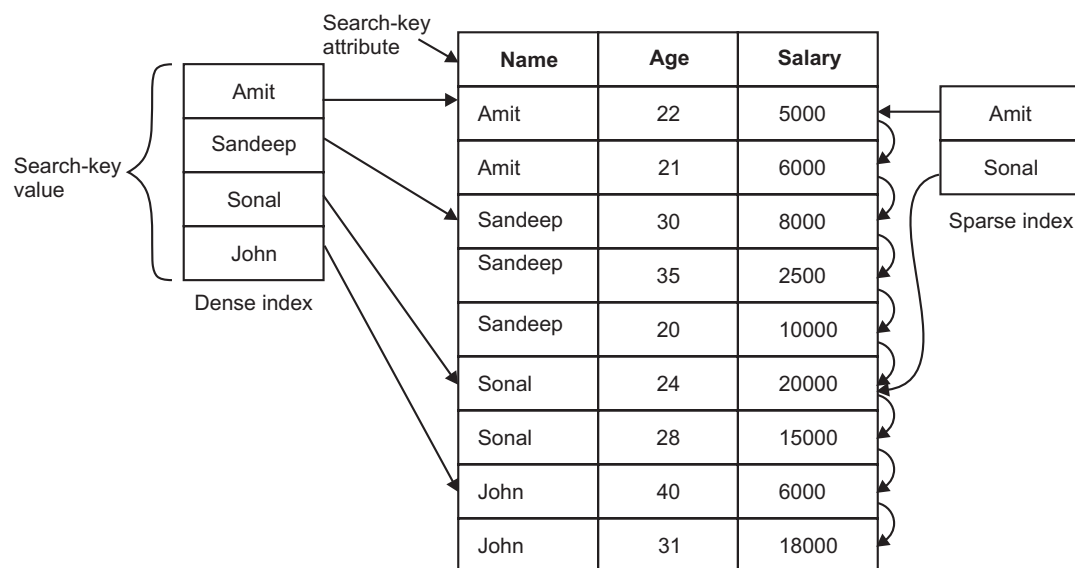 Search-key
attribute
Name Age Salary
Amit 22 5000
Amit 21 6000
Sandeep 30 8000
Sandeep 35 2500
Sandeep 20 10000
Sonal 24 20000
Sonal 28 15000
John 40 6000
John 31 18000
Search-key
value
Amit
Sandeep
Sonal
John
Dense index
Amit
Sonal
Sparse index